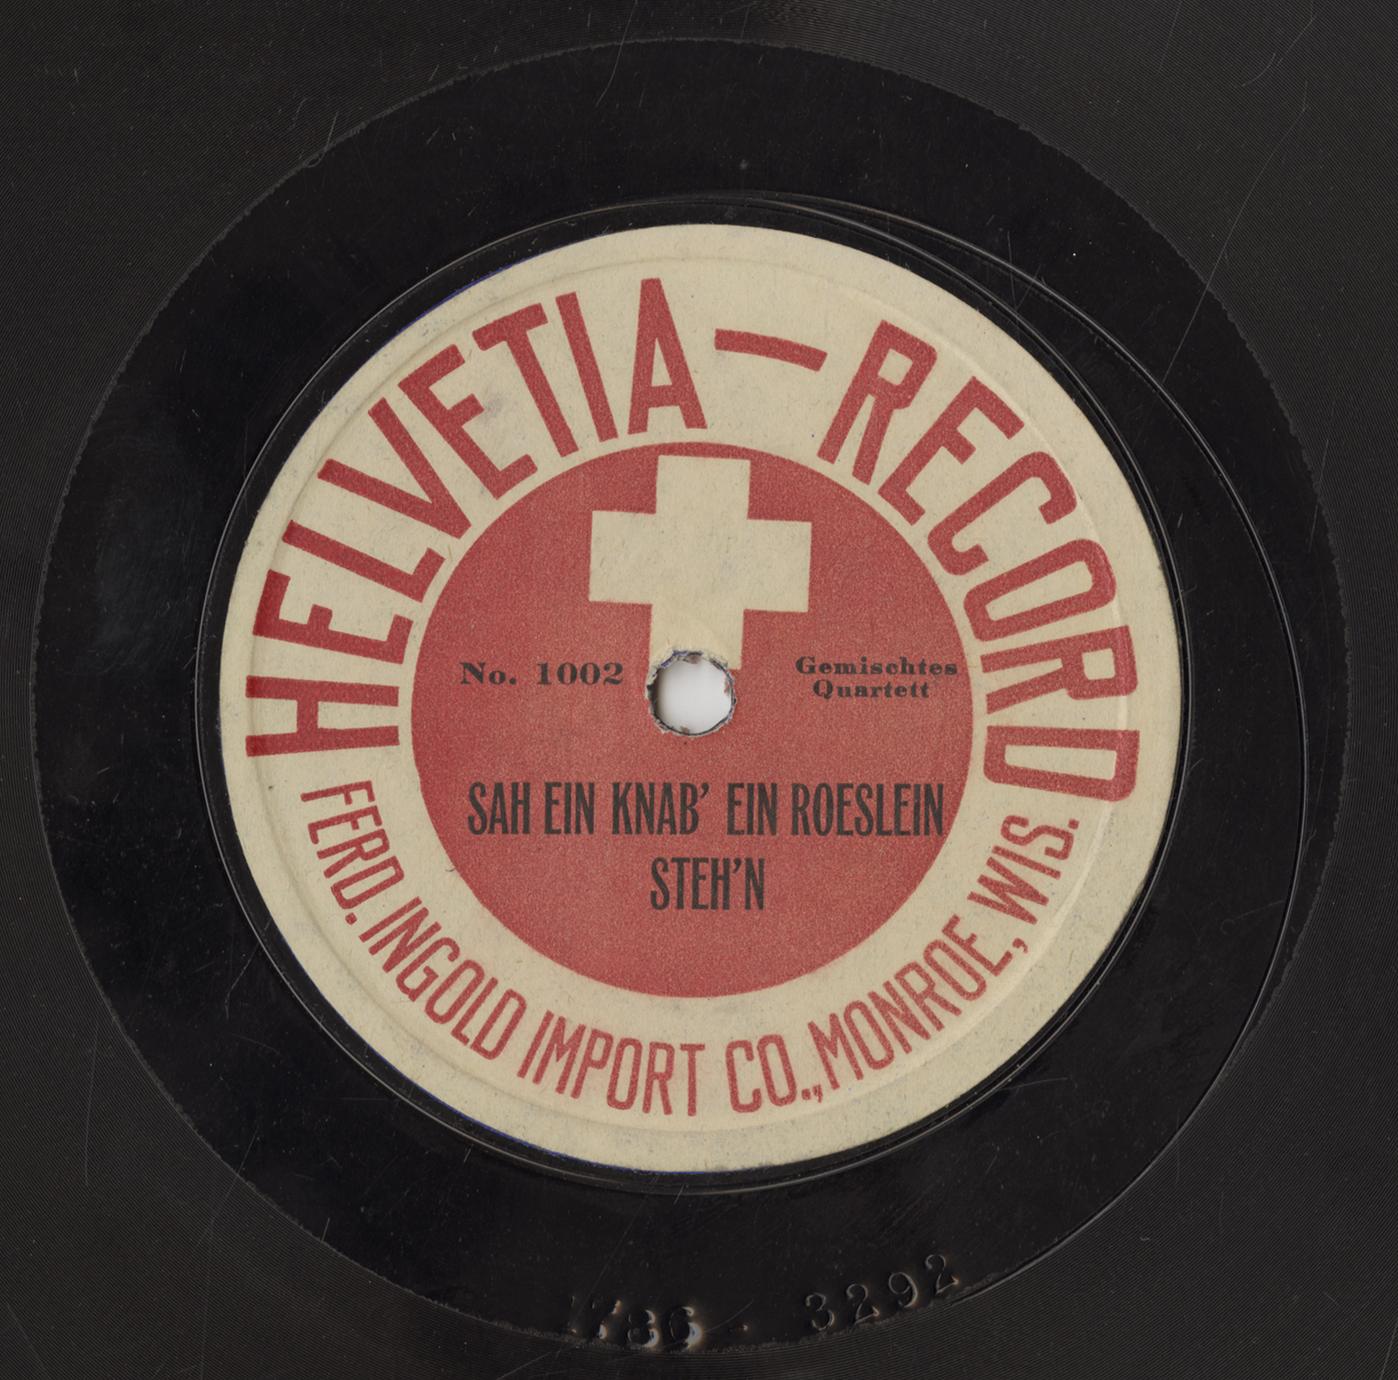 HELVETIA — RECORD
No. 1002
Gemischtes
Quartett
SAH EIN KNAB' EIN ROESLEIN
STEH'N
FERD. INGOLD IMPORT CO., MONROE, WIS.
1786 - 3292